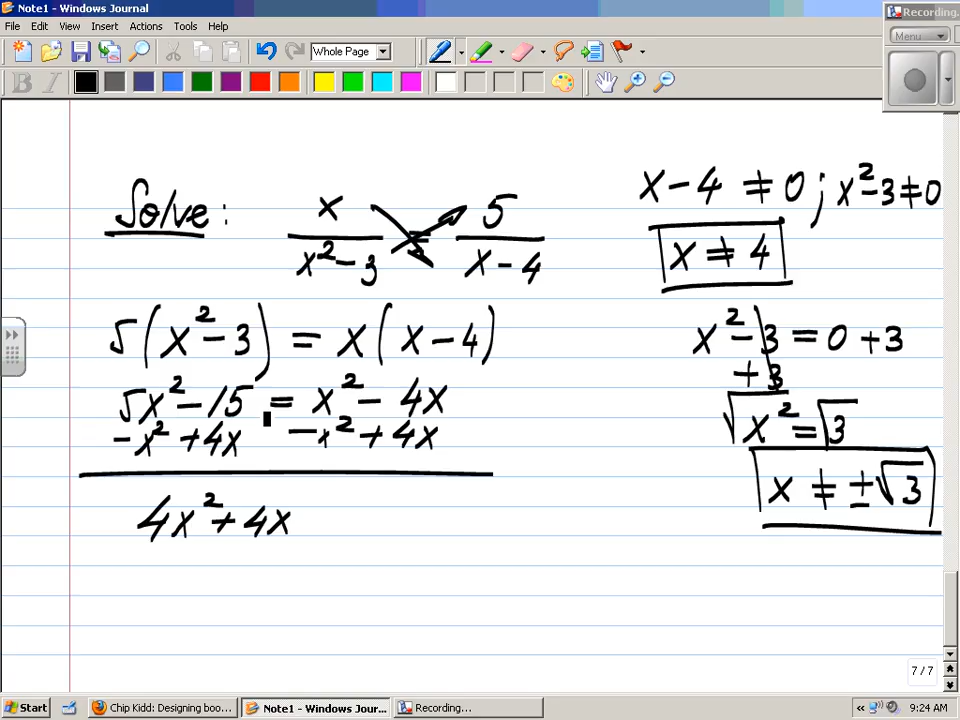 Note1 - Windows Journal
Recording.
File Edit View Insert Actions Tools Help
Menu
Whole Page
B I
Solve: x / x² - 3 = 5 / x - 4
x - 4 ≠ 0 ; x² - 3 ≠ 0
x ≠ 4
5(x² - 3) = x(x - 4)
x² - 3 = 0 + 3
+ 3
5x² - 15 = x² - 4x
- x² + 4x - x² + 4x
√x² = √3
x ≠ ±√3
4x² + 4x
7 / 7
Start
Chip Kidd: Designing boo...
Note1 - Windows Jour...
Recording...
9:24 AM